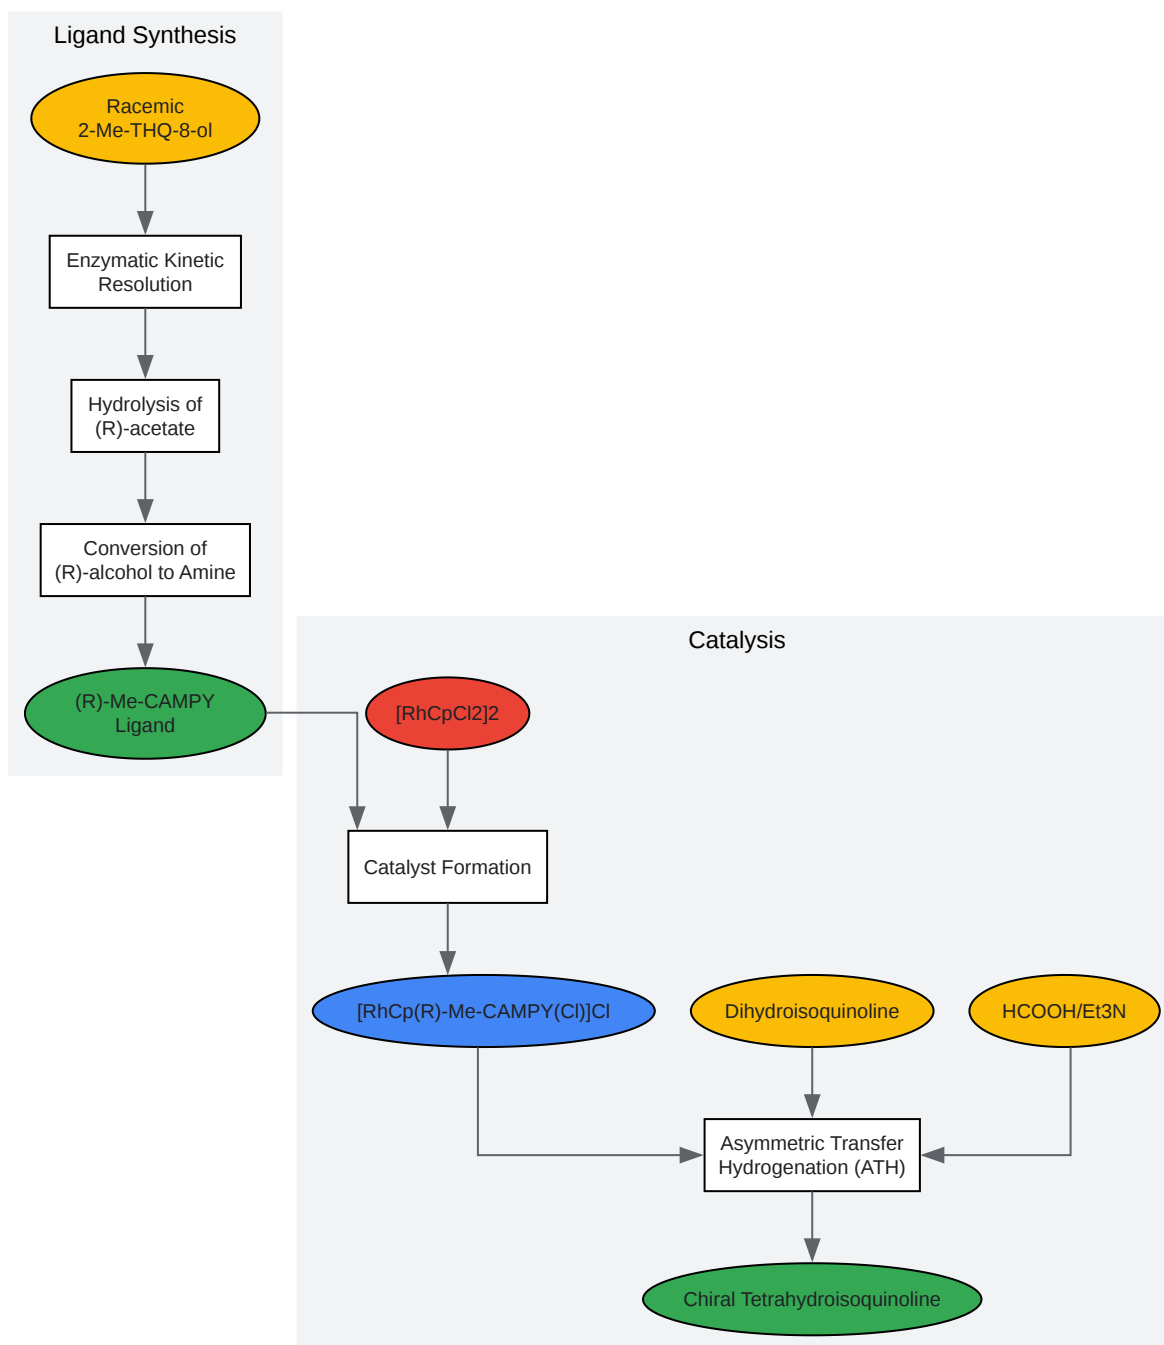 Ligand Synthesis
Racemic
2-Me-THQ-8-ol
Enzymatic Kinetic
Resolution
Hydrolysis of
(R)-acetate
Conversion of
(R)-alcohol to Amine
(R)-Me-CAMPY
Ligand
Catalysis
[RhCpCl2]2
Catalyst Formation
[RhCp(R)-Me-CAMPY(Cl)]Cl
Dihydroisoquinoline
HCOOH/Et3N
Asymmetric Transfer
Hydrogenation (ATH)
Chiral Tetrahydroisoquinoline